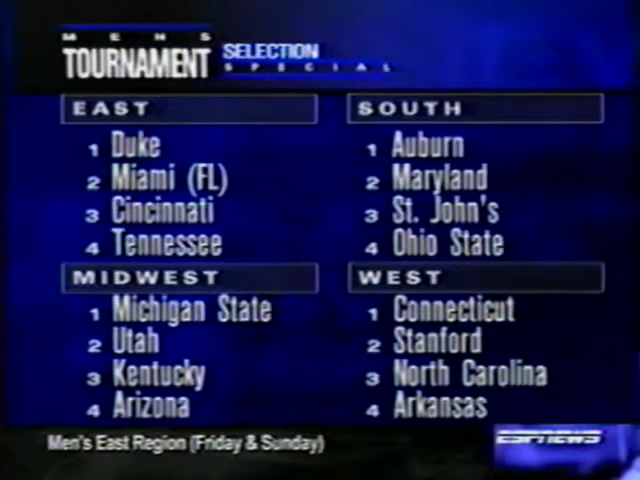 MENS
TOURNAMENT
SELECTION
SPECIAL
EAST
1 Duke
2 Miami (FL)
3 Cincinnati
4 Tennessee
SOUTH
1 Auburn
2 Maryland
3 St. John's
4 Ohio State
MIDWEST
1 Michigan State
2 Utah
3 Kentucky
4 Arizona
WEST
1 Connecticut
2 Stanford
3 North Carolina
4 Arkansas
Men's East Region (Friday & Sunday)
ESPNEWS